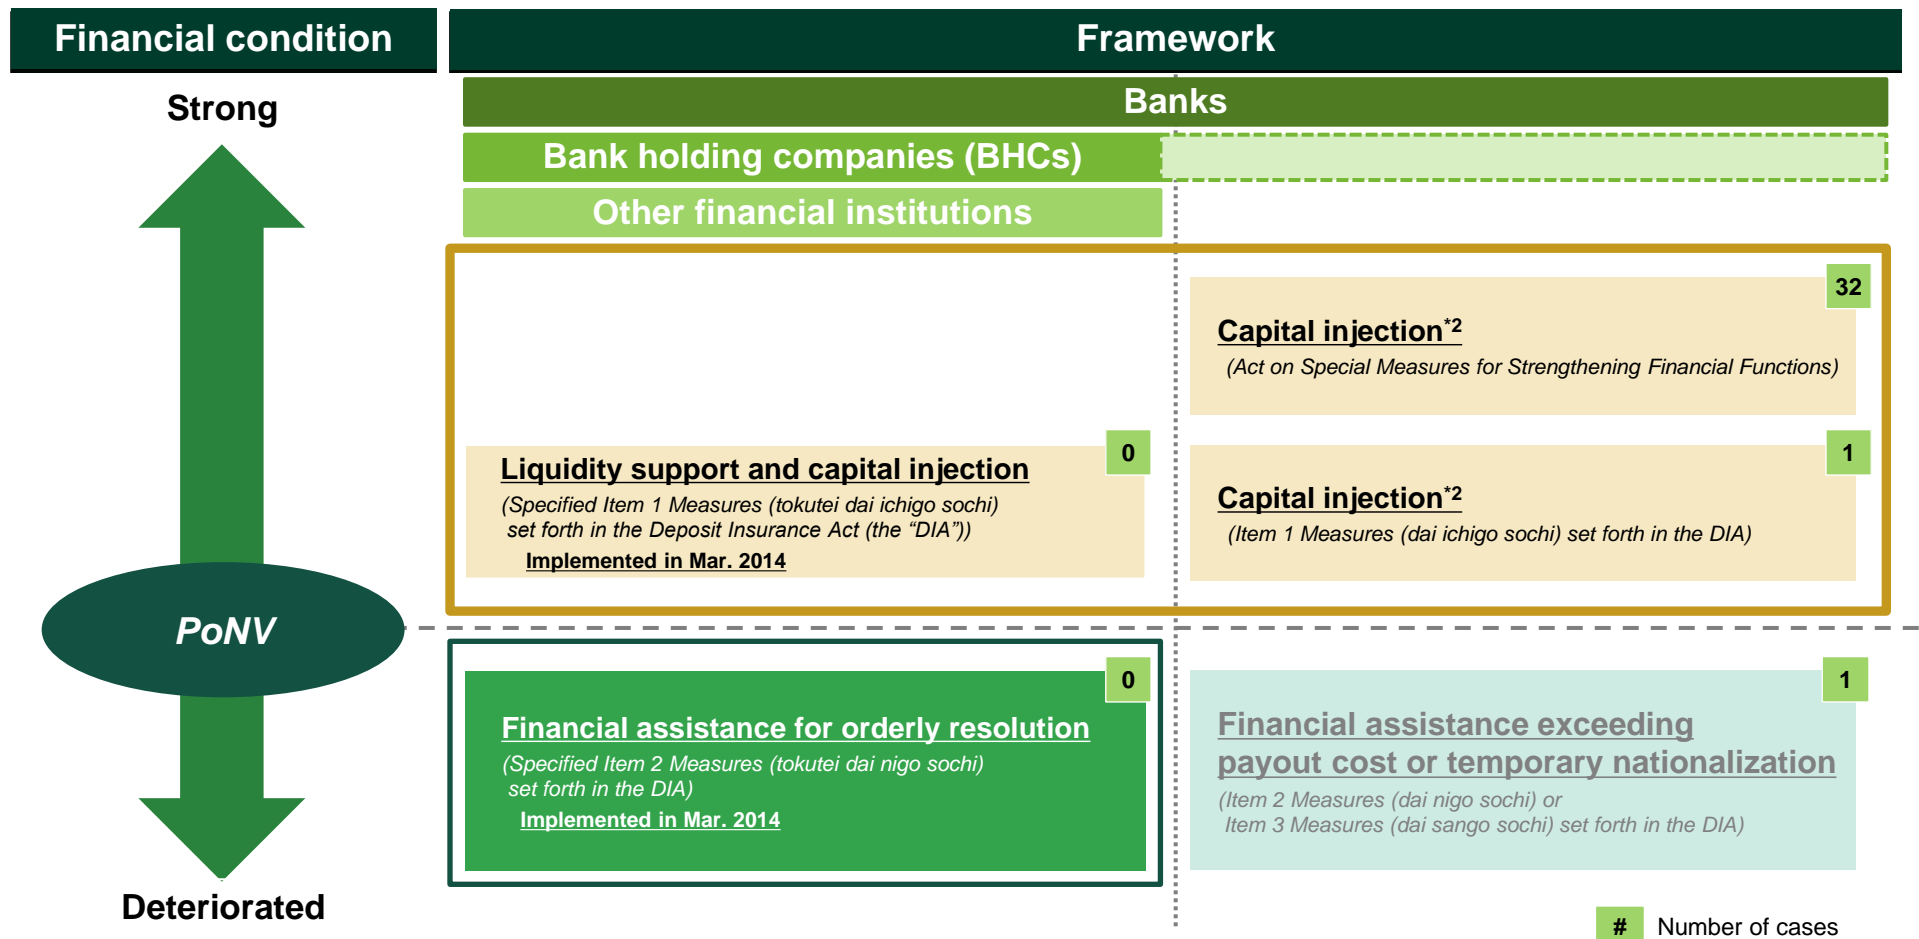 Financial condition
Framework
Strong
Banks
Bank holding companies (BHCs)
Other financial institutions
32
Capital injection*2
(Act on Special Measures for Strengthening Financial Functions)
0
Liquidity support and capital injection
(Specified Item 1 Measures (tokutei dai ichigo sochi)
set forth in the Deposit Insurance Act (the “DIA”))
Implemented in Mar. 2014
1
Capital injection*2
(Item 1 Measures (dai ichigo sochi) set forth in the DIA)
PoNV
0
Financial assistance for orderly resolution
(Specified Item 2 Measures (tokutei dai nigo sochi)
set forth in the DIA)
Implemented in Mar. 2014
1
Financial assistance exceeding
payout cost or temporary nationalization
(Item 2 Measures (dai nigo sochi) or
Item 3 Measures (dai sango sochi) set forth in the DIA)
Deteriorated
# Number of cases